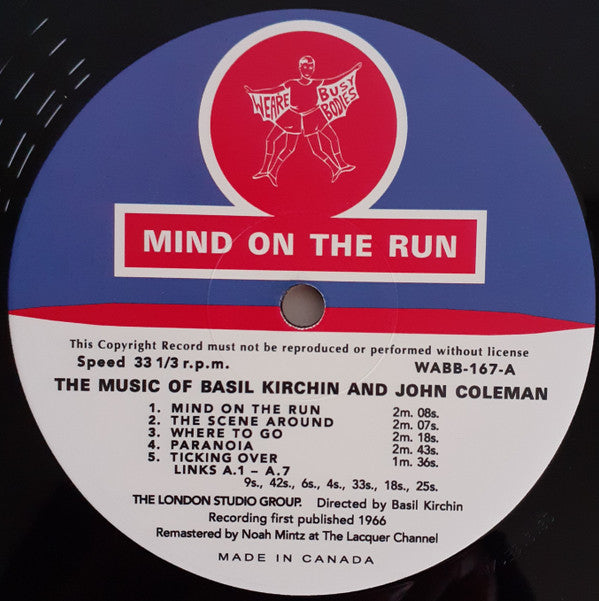 WE ARE BUSY BODIES
MIND ON THE RUN
This Copyright Record must not be reproduced or performed without license
Speed 33 1/3 r.p.m. WABB-167-A
THE MUSIC OF BASIL KIRCHIN AND JOHN COLEMAN
1. MIND ON THE RUN 2m. 08s.
2. THE SCENE AROUND 2m. 07s.
3. WHERE TO GO 2m. 18s.
4. PARANOIA 2m. 43s.
5. TICKING OVER 1m. 36s.
LINKS A.1 – A.7
9s., 42s., 6s., 4s., 33s., 18s., 25s.
THE LONDON STUDIO GROUP. Directed by Basil Kirchin
Recording first published 1966
Remastered by Noah Mintz at The Lacquer Channel
MADE IN CANADA